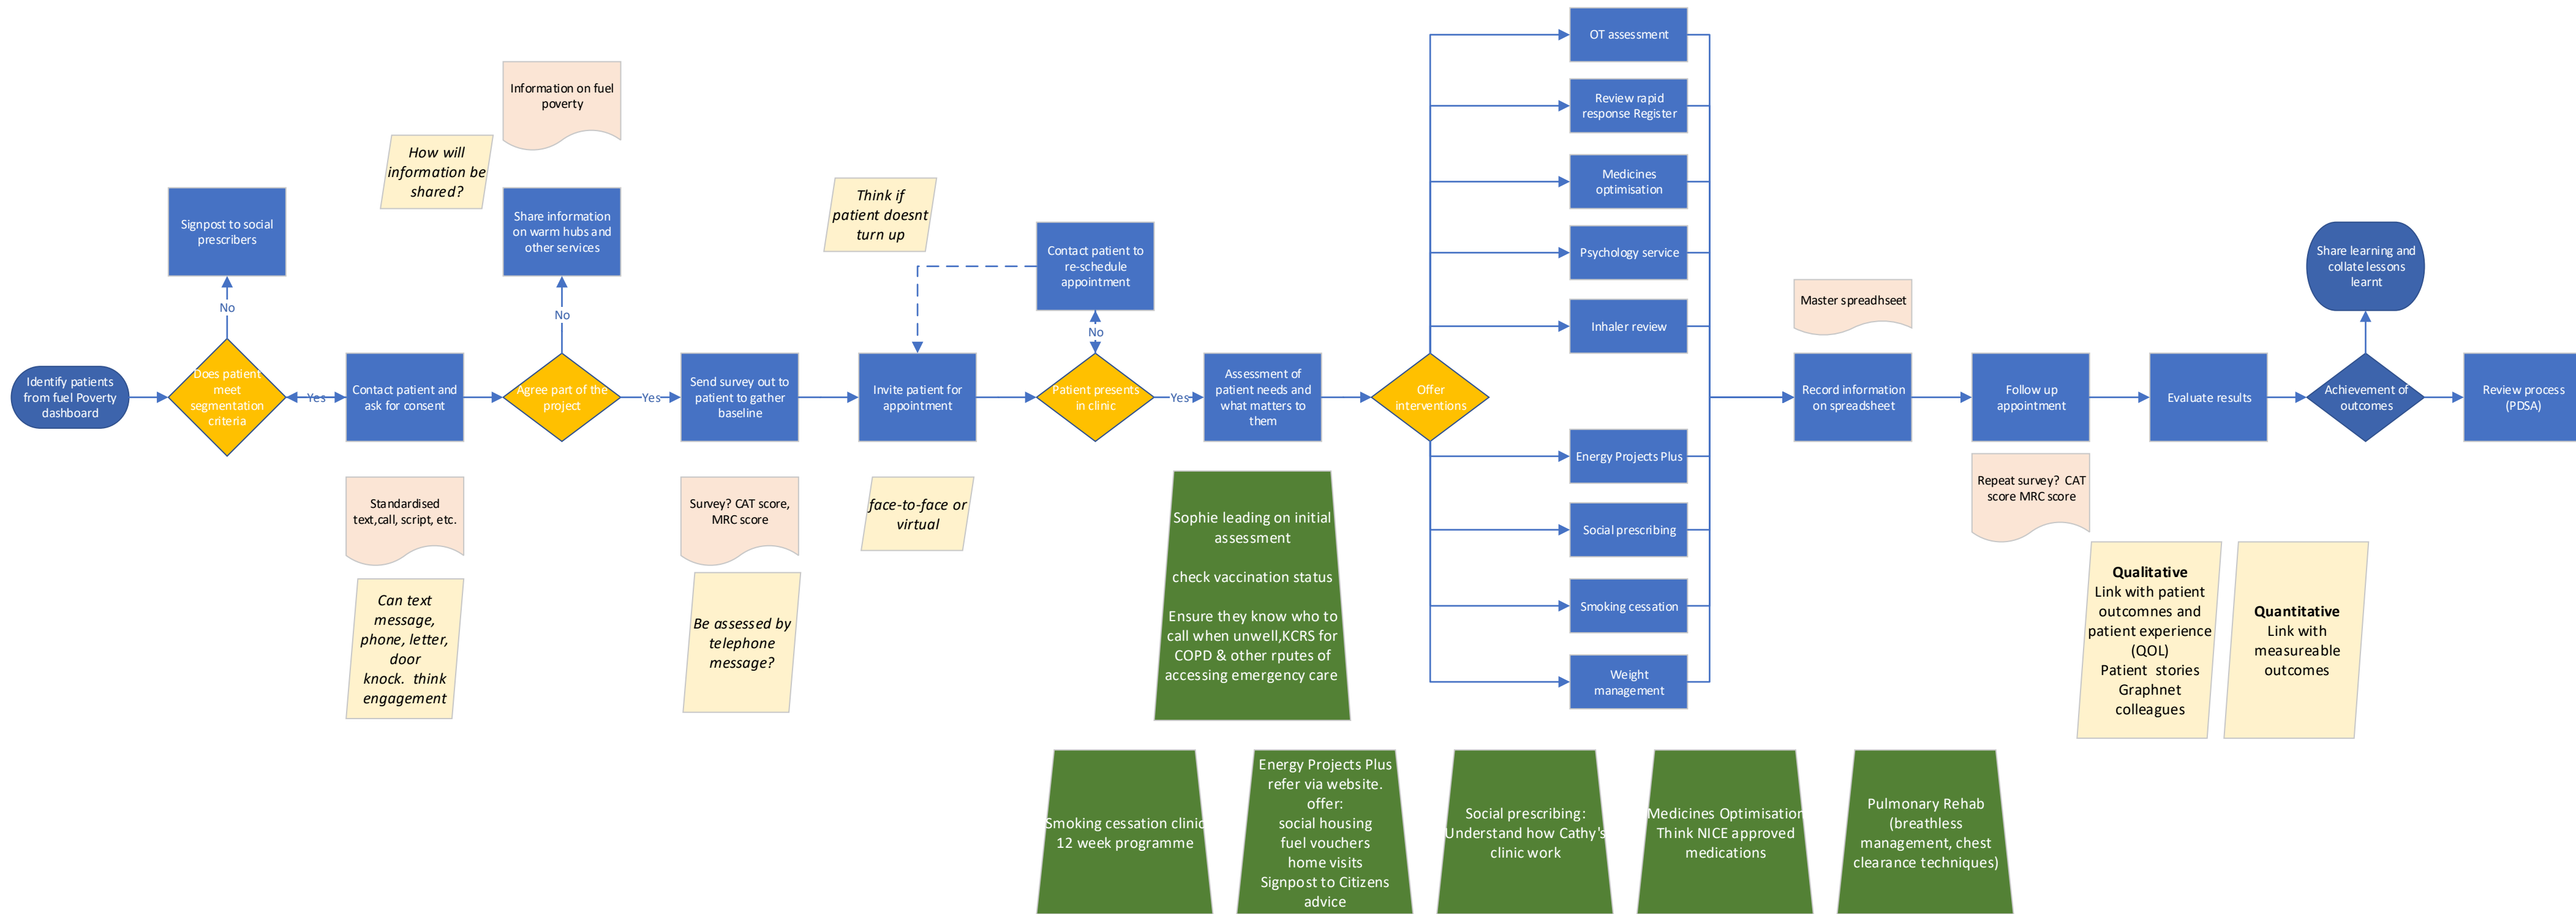 Identify patients
from fuel Poverty
dashboard
Does patient
meet
segmentation
criteria
No
Signpost to social
prescribers
Yes
Contact patient and
ask for consent
Standardised
text,call, script, etc.
Can text
message,
phone, letter,
door
knock.  think
engagement
How will
information be
shared?
Information on fuel
poverty
Share information
on warm hubs and
other services
No
Agree part of the
project
Yes
Send survey out to
patient to gather
baseline
Survey? CAT score,
MRC score
Be assessed by
telephone
message?
Think if
patient doesnt
turn up
Invite patient for
appointment
face-to-face or
virtual
Contact patient to
re-schedule
appointment
No
Patient presents
in clinic
Yes
Assessment of
patient needs and
what matters to
them
Sophie leading on initial
assessment
check vaccination status
Ensure they know who to
call when unwell,KCRS for
COPD & other rputes of
accessing emergency care
Offer
interventions
OT assessment
Review rapid
response Register
Medicines
optimisation
Psychology service
Inhaler review
Energy Projects Plus
Social prescribing
Smoking cessation
Weight
management
Master spreadhseet
Record information
on spreadsheet
Follow up
appointment
Repeat survey?  CAT
score MRC score
Evaluate results
Qualitative
Link with patient
outcomnes and
patient experience
(QOL)
Patient  stories
Graphnet
colleagues
Quantitative
Link with
measureable
outcomes
Share learning and
collate lessons
learnt
Achievement of
outcomes
Review process
(PDSA)
Smoking cessation clinic
12 week programme
Energy Projects Plus
refer via website.
offer:
social housing
fuel vouchers
home visits
Signpost to Citizens
advice
Social prescribing:
Understand how Cathy's
clinic work
Medicines Optimisation
Think NICE approved
medications
Pulmonary Rehab
(breathless
management, chest
clearance techniques)